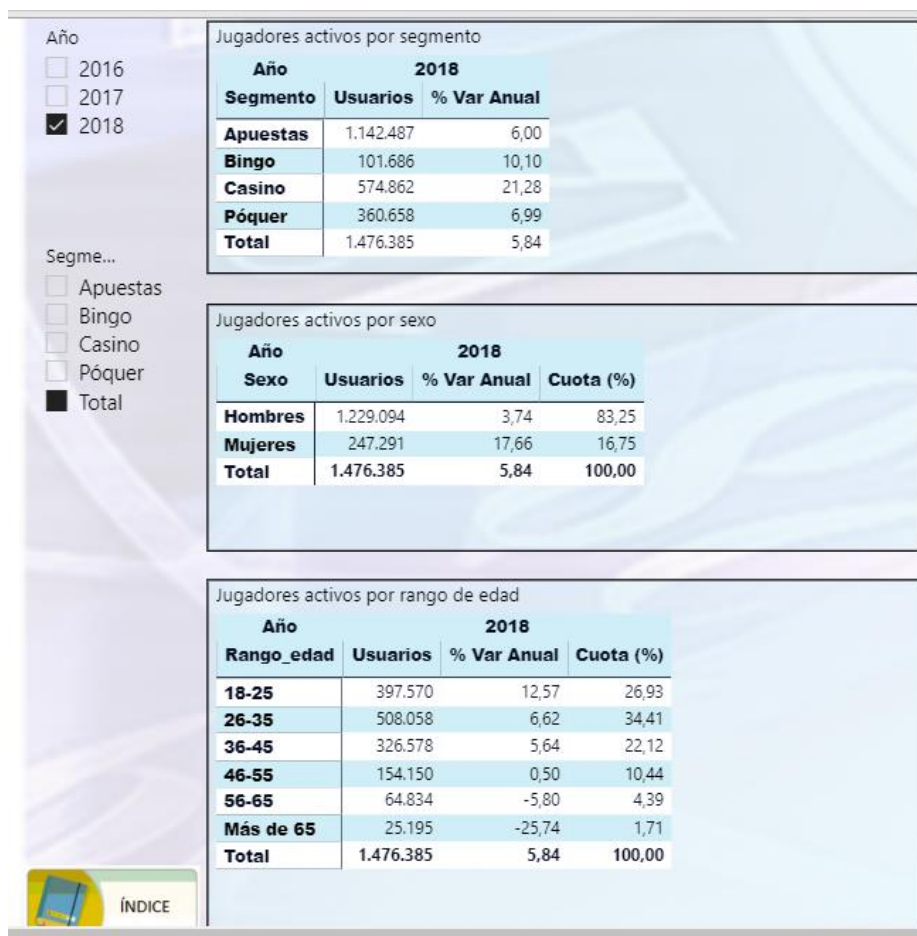 Año
2016
2017
2018
Segme...
Apuestas
Bingo
Casino
Póquer
Total
Jugadores activos por segmento
Año 2018
Segmento Usuarios % Var Anual
Apuestas 1.142.487 6,00
Bingo 101.686 10,10
Casino 574.862 21,28
Póquer 360.658 6,99
Total 1.476.385 5,84
Jugadores activos por sexo
Año 2018
Sexo Usuarios % Var Anual Cuota (%)
Hombres 1.229.094 3,74 83,25
Mujeres 247.291 17,66 16,75
Total 1.476.385 5,84 100,00
Jugadores activos por rango de edad
Año 2018
Rango_edad Usuarios % Var Anual Cuota (%)
18-25 397.570 12,57 26,93
26-35 508.058 6,62 34,41
36-45 326.578 5,64 22,12
46-55 154.150 0,50 10,44
56-65 64.834 -5,80 4,39
Más de 65 25.195 -25,74 1,71
Total 1.476.385 5,84 100,00
ÍNDICE